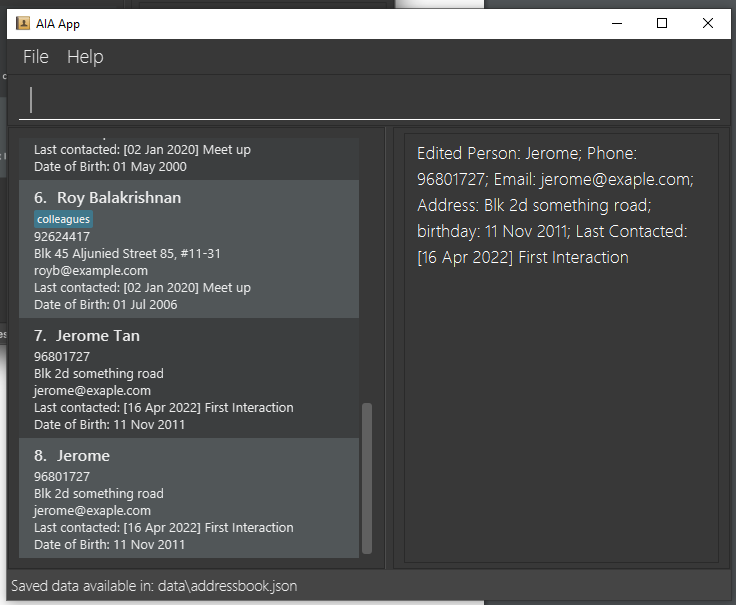 AIA App
File Help
Last contacted: [02 Jan 2020] Meet up
Date of Birth: 01 May 2000
6. Roy Balakrishnan
colleagues
92624417
Blk 45 Aljunied Street 85, #11-31
royb@example.com
Last contacted: [02 Jan 2020] Meet up
Date of Birth: 01 Jul 2006
7. Jerome Tan
96801727
Blk 2d something road
jerome@exaple.com
Last contacted: [16 Apr 2022] First Interaction
Date of Birth: 11 Nov 2011
8. Jerome
96801727
Blk 2d something road
jerome@exaple.com
Last contacted: [16 Apr 2022] First Interaction
Date of Birth: 11 Nov 2011
Edited Person: Jerome; Phone:
96801727; Email: jerome@exaple.com;
Address: Blk 2d something road;
birthday: 11 Nov 2011; Last Contacted:
[16 Apr 2022] First Interaction
Saved data available in: data\addressbook.json